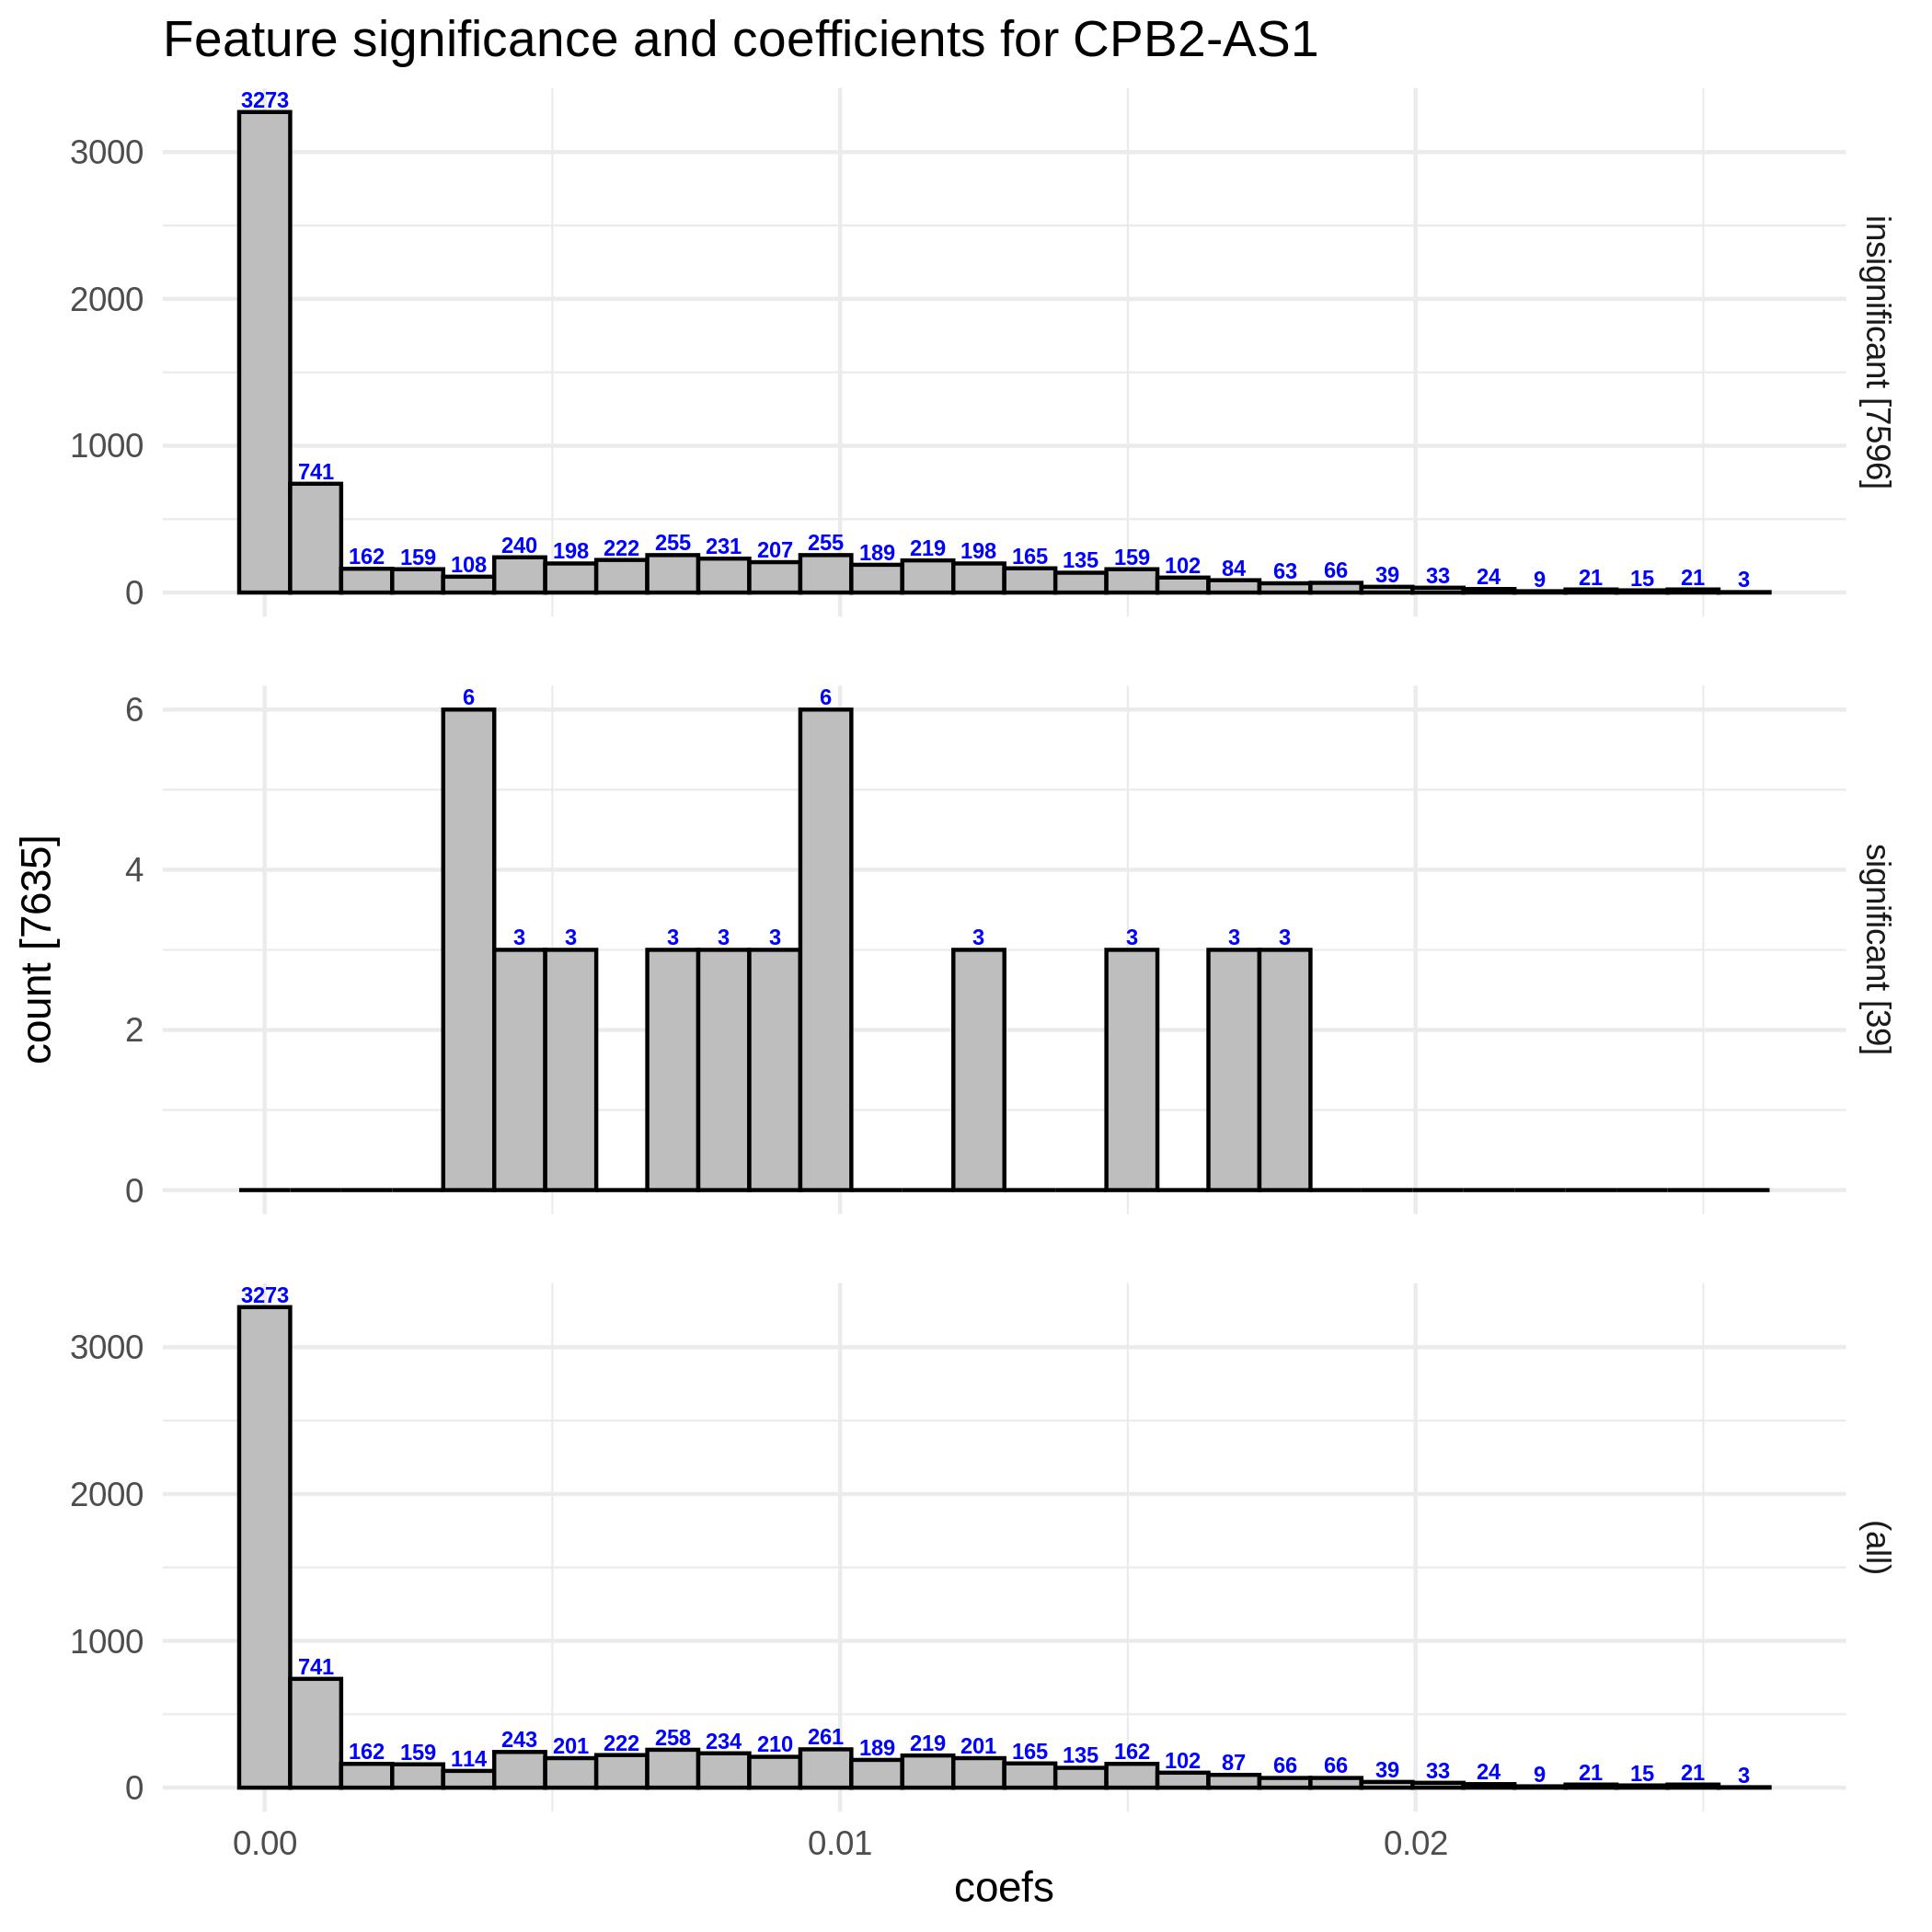 Feature significance and coefficients for CPB2-AS1
3273
3000
2000
1000
0
741 162 159 108 240 198 222 255 231 207 255 189 219 198 165 135 159 102 84 63 66 39 33 24 9 21 15 21 3
insignificant [7596]
6
4
2
0
6 3 3 3 3 3 6 3 3 3 3
significant [39]
count [7635]
3273
3000
2000
1000
0
741 162 159 114 243 201 222 258 234 210 261 189 219 201 165 135 162 102 87 66 66 39 33 24 9 21 15 21 3
(all)
0.00 0.01 0.02
coefs